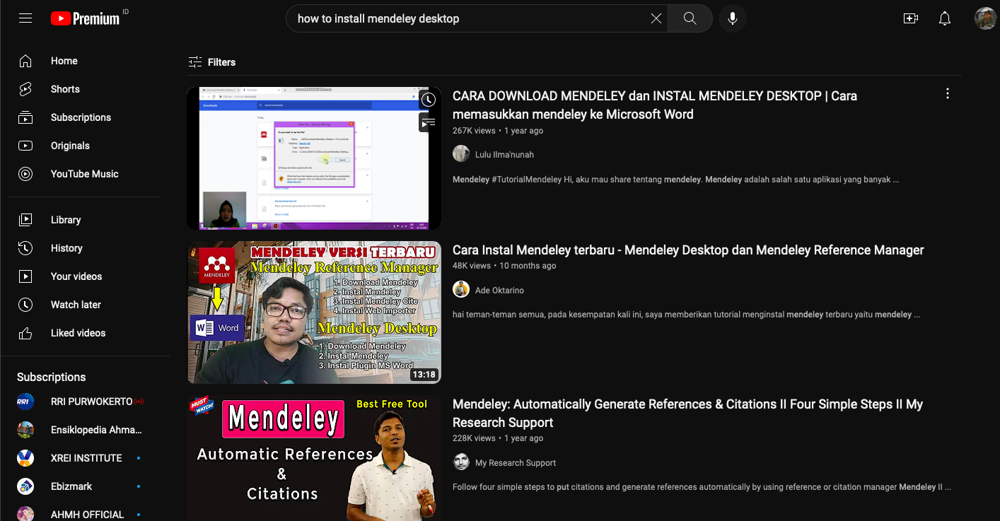 Premium ID
how to install mendeley desktop
Home
Shorts
Subscriptions
Originals
YouTube Music
Library
History
Your videos
Watch later
Liked videos
Subscriptions
RRI PURWOKERTO
Ensiklopedia Ahma...
XREI INSTITUTE
Ebizmark
AHMH OFFICIAL
Filters
CARA DOWNLOAD MENDELEY dan INSTAL MENDELEY DESKTOP | Cara
memasukkan mendeley ke Microsoft Word
267K views • 1 year ago
Lulu Ilma'nunah
Mendeley #TutorialMendeley Hi, aku mau share tentang mendeley. Mendeley adalah salah satu aplikasi yang banyak ...
MENDELEY VERSI TERBARU
MENDELEY
Mendeley Reference Manager
1. Download Mendeley
2. Instal Mendeley
3. Instal Mendeley Cite
4. Instal Web Importer
W Word
Mendeley Desktop
1. Download Mendeley
2. Instal Mendeley
3. Instal Plugin MS Word
13:18
Cara Instal Mendeley terbaru - Mendeley Desktop dan Mendeley Reference Manager
48K views • 10 months ago
Ade Oktarino
hai teman-teman semua, pada kesempatan kali ini, saya memberikan tutorial menginstal mendeley terbaru yaitu mendeley ...
MUST WATCH!
Best Free Tool
Mendeley
Automatic References
&
Citations
Mendeley: Automatically Generate References & Citations II Four Simple Steps II My
Research Support
228K views • 1 year ago
My Research Support
Follow four simple steps to put citations and generate references automatically by using reference or citation manager Mendeley II ...